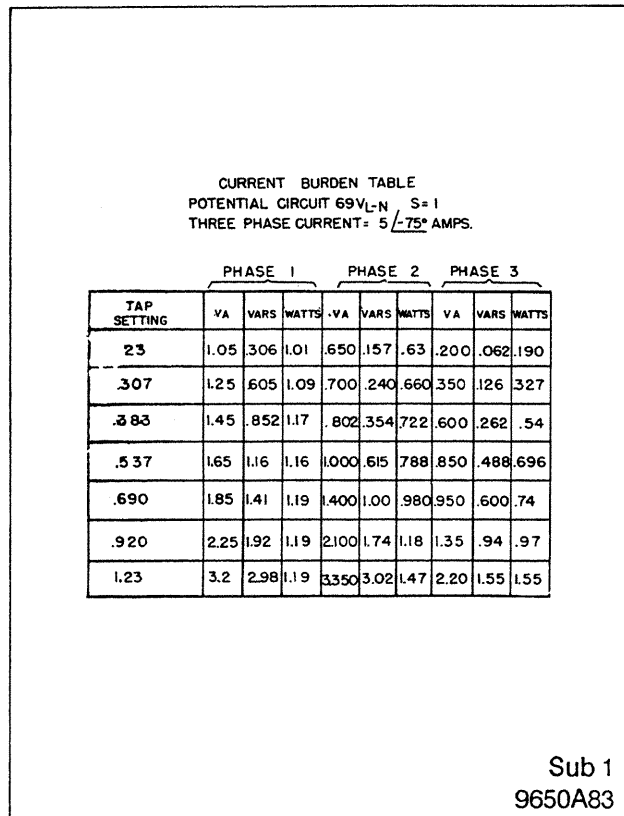 CURRENT BURDEN TABLE
POTENTIAL CIRCUIT 69VL-N S= 1
THREE PHASE CURRENT= 5 /-75° AMPS.
PHASE 1 PHASE 2 PHASE 3
TAP SETTING VA VARS WATTS VA VARS WATTS VA VARS WATTS
23 1.05 .306 1.01 .650 .157 .63 .200 .062 .190
.307 1.25 .605 1.09 .700 .240 .660 .350 .126 .327
.383 1.45 .852 1.17 .802 .354 .722 .600 .262 .54
.537 1.65 1.16 1.16 1.000 .615 .788 .850 .488 .696
.690 1.85 1.41 1.19 1.400 1.00 .980 .950 .600 .74
.920 2.25 1.92 1.19 2.100 1.74 1.18 1.35 .94 .97
1.23 3.2 2.98 1.19 3.350 3.02 1.47 2.20 1.55 1.55
Sub 1
9650A83